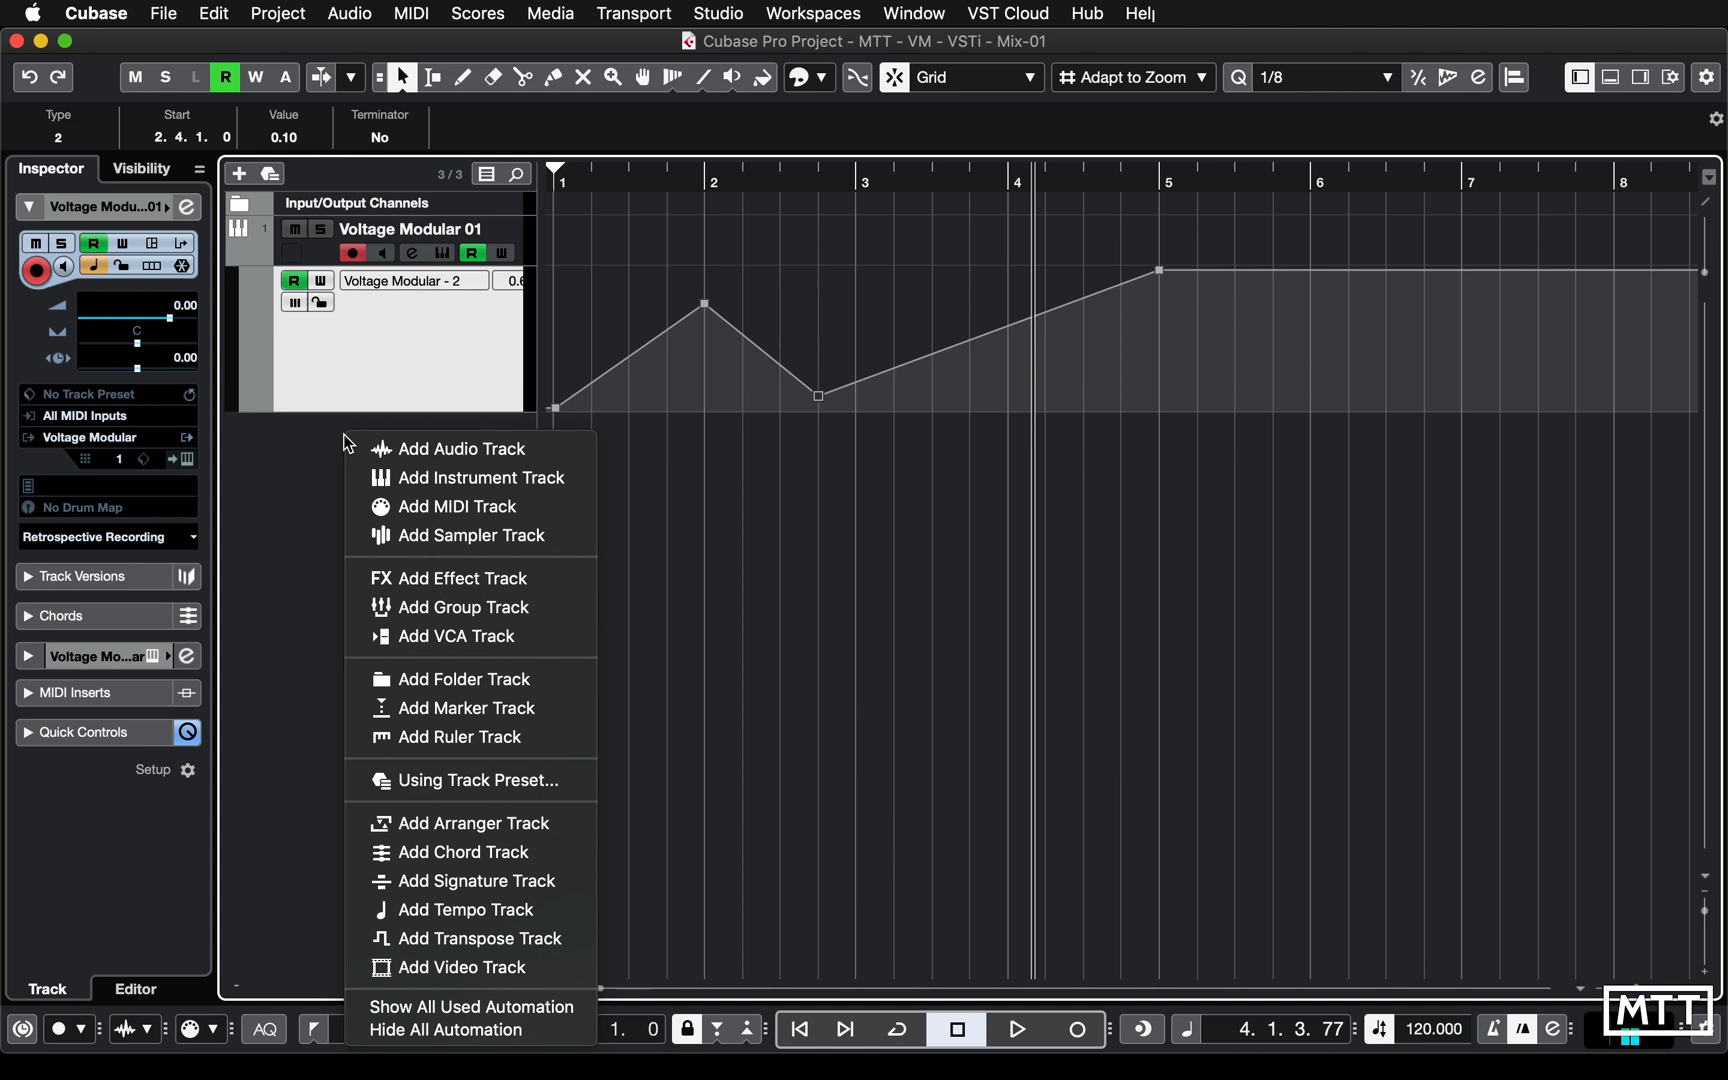 Cubase File Edit Project Audio MIDI Scores Media Transport Studio Workspaces Window VST Cloud Hub Help
Cubase Pro Project - MTT - VM - VSTi - Mix-01
M S L R W A Grid Adapt to Zoom Q 1/8
Type Start Value Terminator
2 2. 4. 1. 0 0.10 No
Inspector Visibility
3 / 3
1 2 3 4 5 6 7 8
Voltage Modu...01
Input/Output Channels
1 m S Voltage Modular 01
m S R W
R W
R W Voltage Modular - 2
0.00
C
0.00
No Track Preset
All MIDI Inputs
Voltage Modular
1
No Drum Map
Retrospective Recording
Track Versions
Chords
Voltage Mo...ar
MIDI Inserts
Quick Controls
Setup
Add Audio Track
Add Instrument Track
Add MIDI Track
Add Sampler Track
FX Add Effect Track
Add Group Track
Add VCA Track
Add Folder Track
Add Marker Track
Add Ruler Track
Using Track Preset...
Add Arranger Track
Add Chord Track
Add Signature Track
Add Tempo Track
Add Transpose Track
Add Video Track
Show All Used Automation
Hide All Automation
Track Editor
MTT
AQ 1. 0 4. 1. 3. 77 120.000